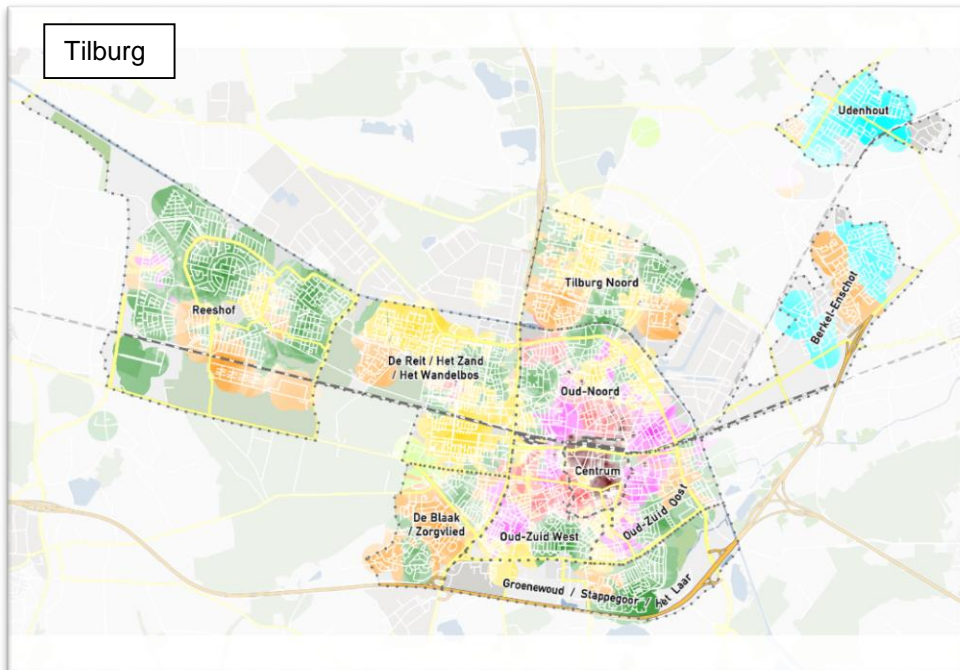 Tilburg
Udenhout
Berkel-Enschot
Tilburg Noord
Reeshof
De Reit / Het Zand
/ Het Wandelbos
Oud-Noord
Centrum
De Blaak
/ Zorgvlied
Oud-Zuid West
Oud-Zuid Oost
Groenewoud / Stappegoor / Het Laar